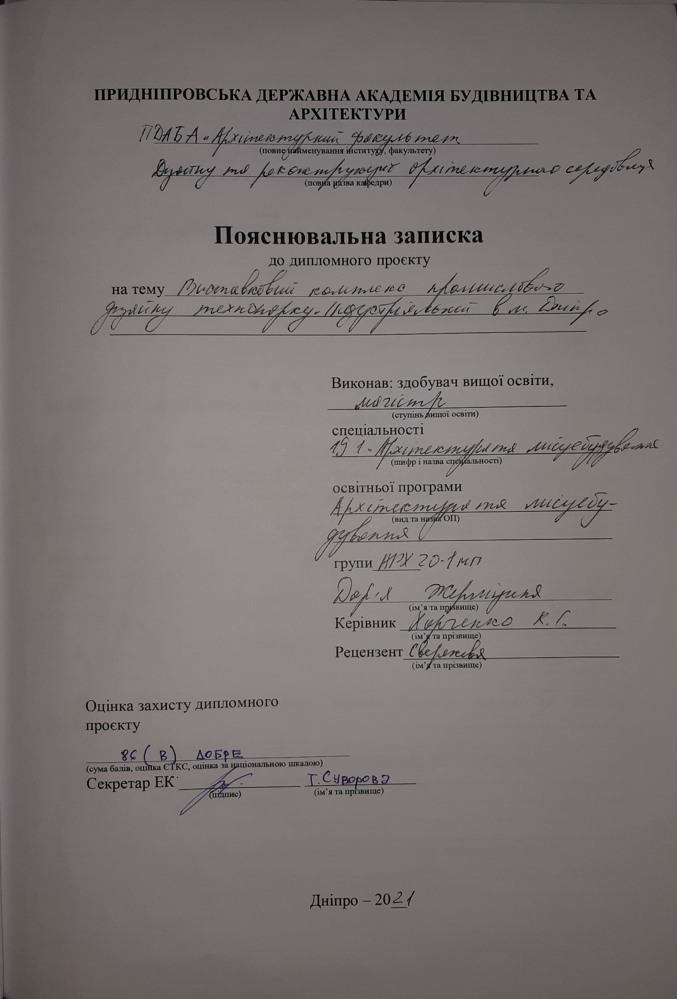 ПРИДНІПРОВСЬКА ДЕРЖАВНА АКАДЕМІЯ БУДІВНИЦТВА ТА
АРХІТЕКТУРИ
ПДАБА. Архітектурний факультет
(повне найменування інституту, факультету)
Дизайну та реконструкції архітектурного середовища
(повна назва кафедри)
Пояснювальна записка
до дипломного проєкту
на тему Виставковий комплекс промислового
дизайну технопарку. Індустріальний в м. Дніпро
Виконав: здобувач вищої освіти,
магістр
(ступінь вищої освіти)
спеціальності
191. Архітектура та місцебудування
(шифр і назва спеціальності)
освітньої програми
Архітектура та місцебу-
(вид та назва ОП)
дування
групи АРХ 20-1мп
Дар'я
(ім’я та прізвище)
Керівник Харченко К.С.
(ім’я та прізвище)
Рецензент
(ім’я та прізвище)
Оцінка захисту дипломного
проєкту
86 (В) ДОБРЕ
(сума балів, оцінка ЄТКС, оцінка за національною шкалою)
Секретар ЕК Т. Суворова
(підпис) (ім’я та прізвище)
Дніпро – 2021